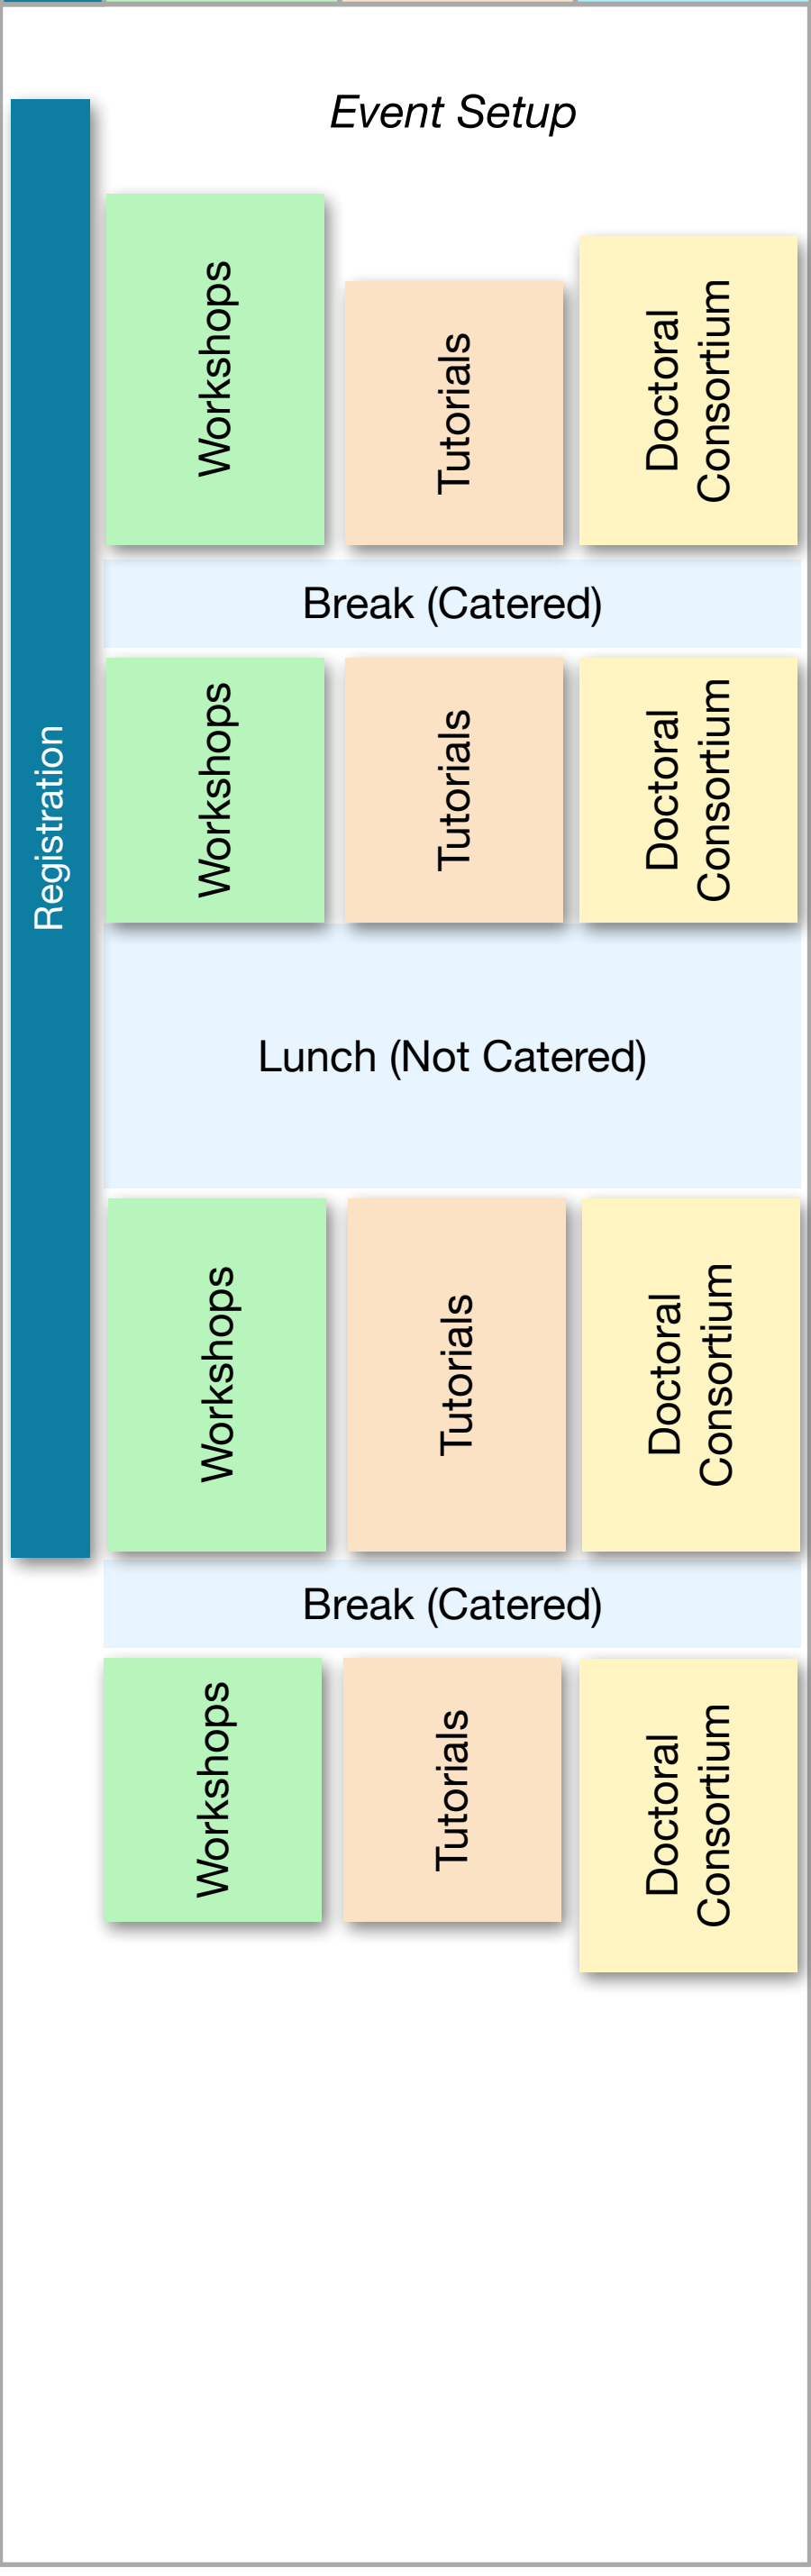 Event Setup
Registration
Workshops
Tutorials
Doctoral
Consortium
Break (Catered)
Workshops
Tutorials
Doctoral
Consortium
Lunch (Not Catered)
Workshops
Tutorials
Doctoral
Consortium
Break (Catered)
Workshops
Tutorials
Doctoral
Consortium